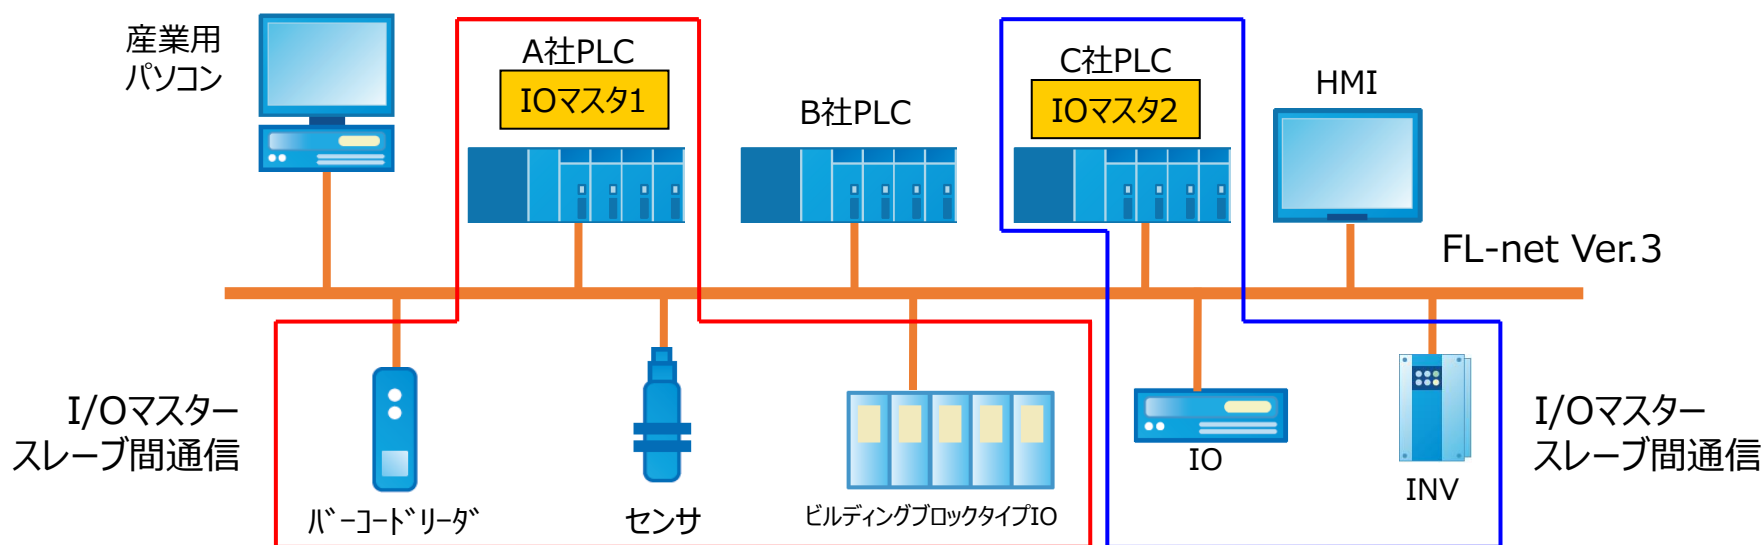 産業用
パソコン
A社PLC
IOマスタ1
B社PLC
C社PLC
IOマスタ2
HMI
FL-net Ver.3
I/Oマスター
スレーブ間通信
ﾊﾞｰｺｰﾄﾞﾘｰﾀﾞ
センサ
ビルディングブロックタイプIO
IO
INV
I/Oマスター
スレーブ間通信